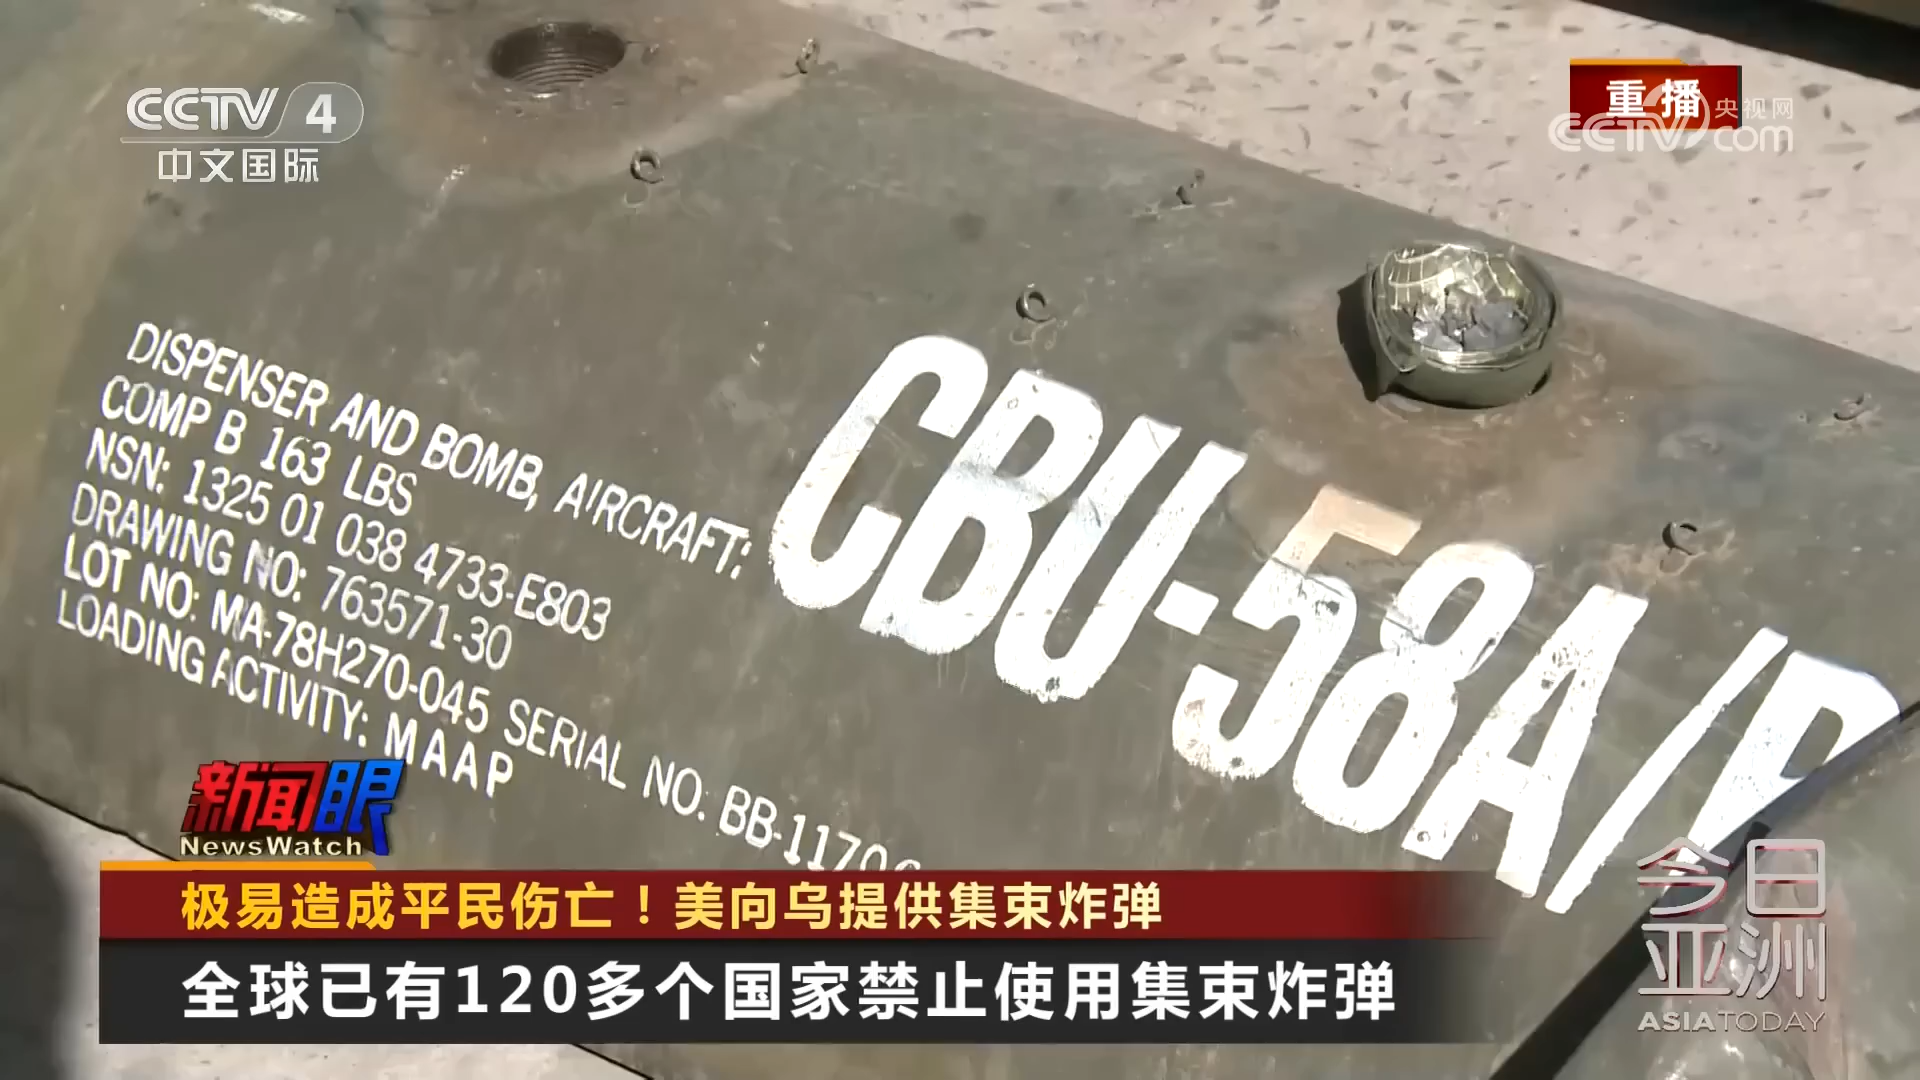 CCTV 4
中文国际
重播
央视网
CCTV.com
DISPENSER AND BOMB, AIRCRAFT: CBU-58A/B
COMP B 163 LBS
NSN: 1325 01 038 4733-E803
DRAWING NO: 763571-30
LOT NO: MA-78H270-045 SERIAL NO. BB-1170
LOADING ACTIVITY: MAAP
新闻眼
NewsWatch
极易造成平民伤亡！美向乌提供集束炸弹
全球已有120多个国家禁止使用集束炸弹
今日
亚洲
ASIA TODAY